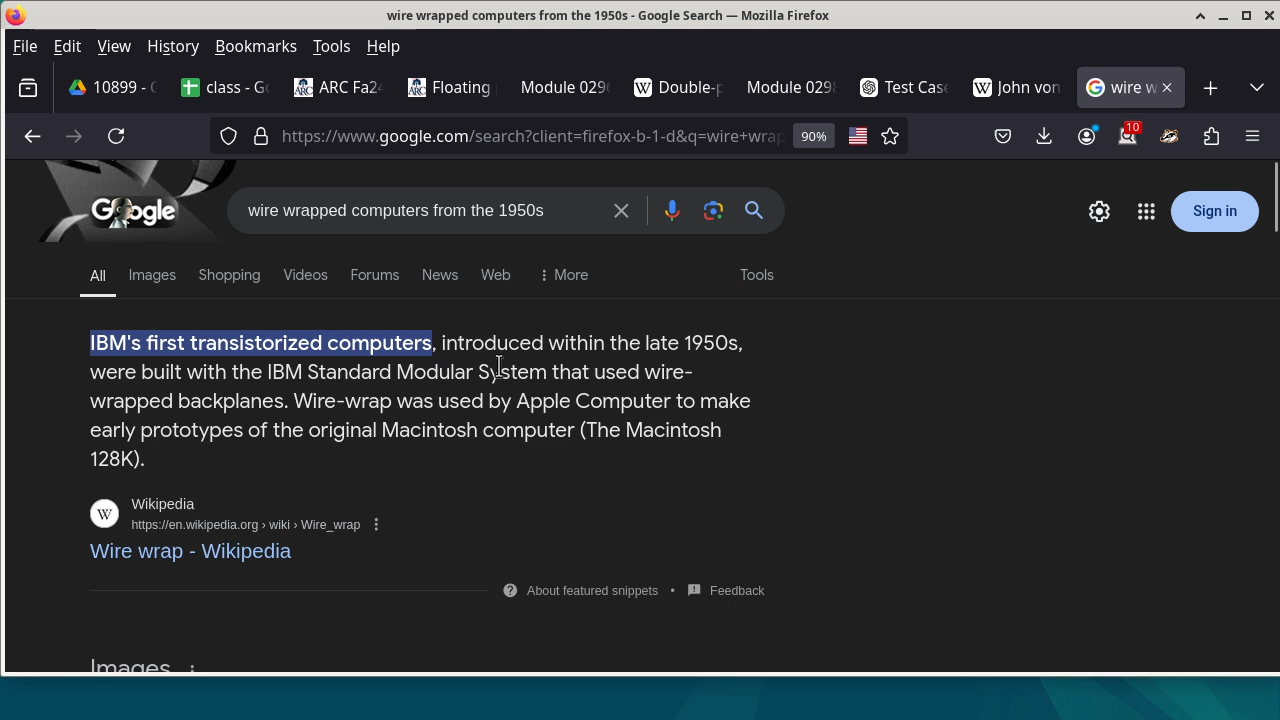 wire wrapped computers from the 1950s - Google Search — Mozilla Firefox
File Edit View History Bookmarks Tools Help
10899 - class - Go ARC Fa24 Floating Module 0296 Double-p Module 0298 Test Case John von wire w
https://www.google.com/search?client=firefox-b-1-d&q=wire+wrap 90% 10
Google wire wrapped computers from the 1950s Sign in
All Images Shopping Videos Forums News Web More Tools
IBM's first transistorized computers, introduced within the late 1950s,
were built with the IBM Standard Modular System that used wire-
wrapped backplanes. Wire-wrap was used by Apple Computer to make
early prototypes of the original Macintosh computer (The Macintosh
128K).
W Wikipedia
https://en.wikipedia.org › wiki › Wire_wrap
Wire wrap - Wikipedia
About featured snippets • Feedback
Images